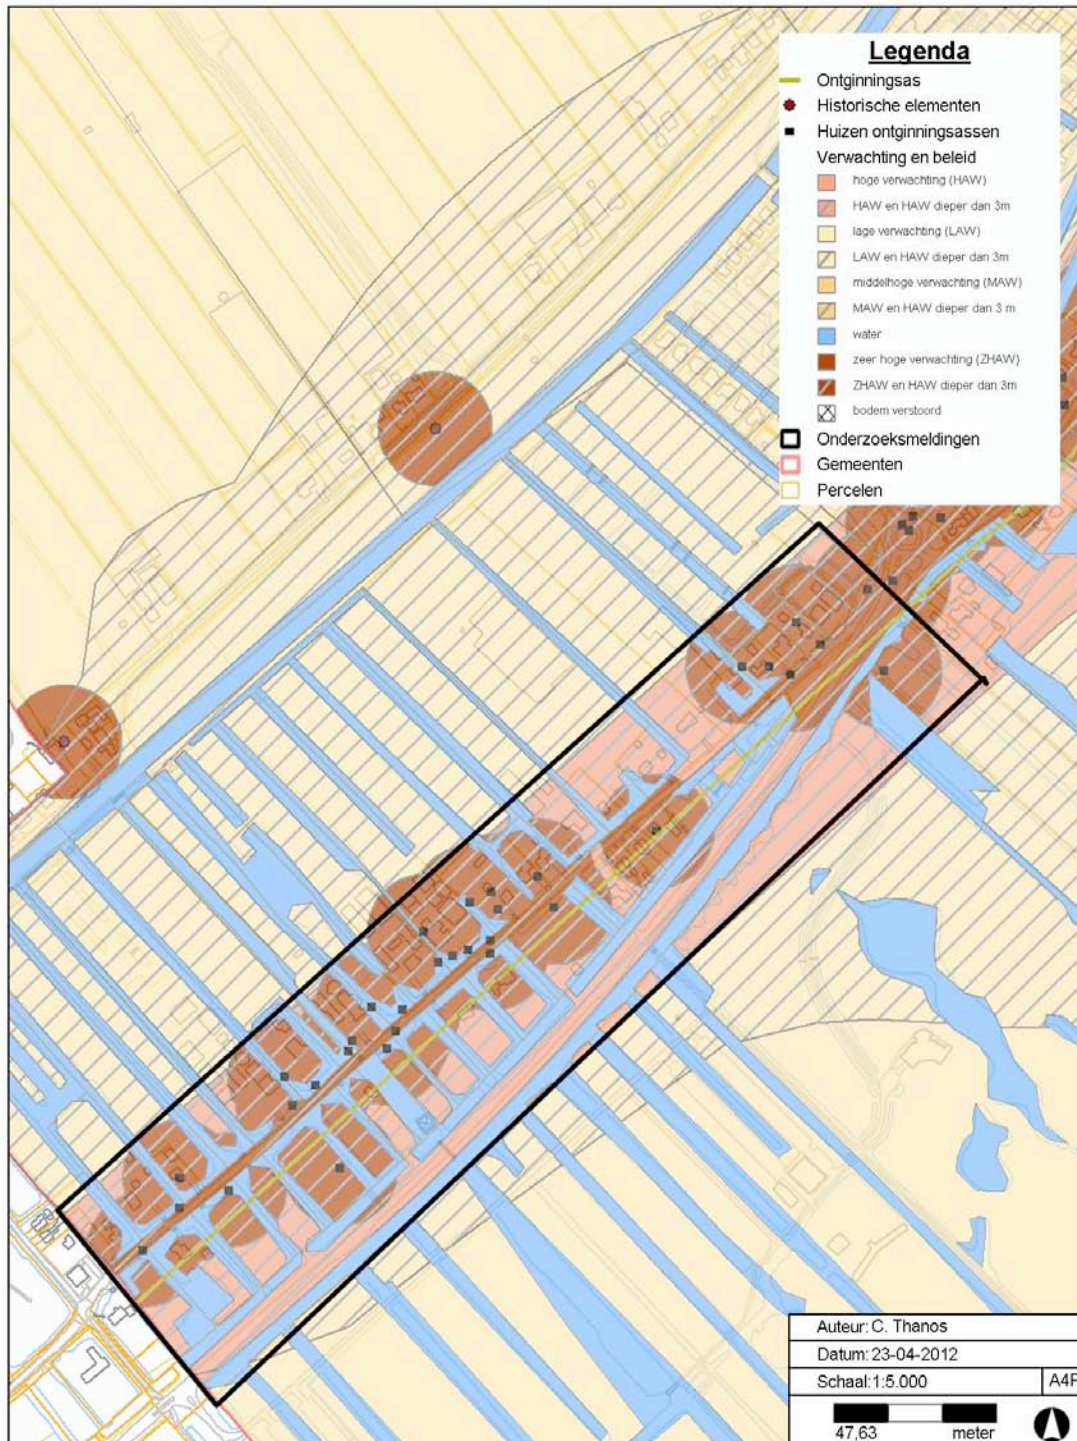 Legenda
Ontginningsas
Historische elementen
Huizen ontginningsassen
Verwachting en beleid
hoge verwachting (HAW)
HAW en HAW dieper dan 3m
lage verwachting (LAW)
LAW en HAW dieper dan 3m
middelhoge verwachting (MAW)
MAW en HAW dieper dan 3 m
water
zeer hoge verwachting (ZHAW)
ZHAW en HAW dieper dan 3m
bodem verstoord
Onderzoeksmeldingen
Gemeenten
Percelen
Auteur: C. Thanos
Datum: 23-04-2012
Schaal: 1:5.000 A4P
47,63 meter